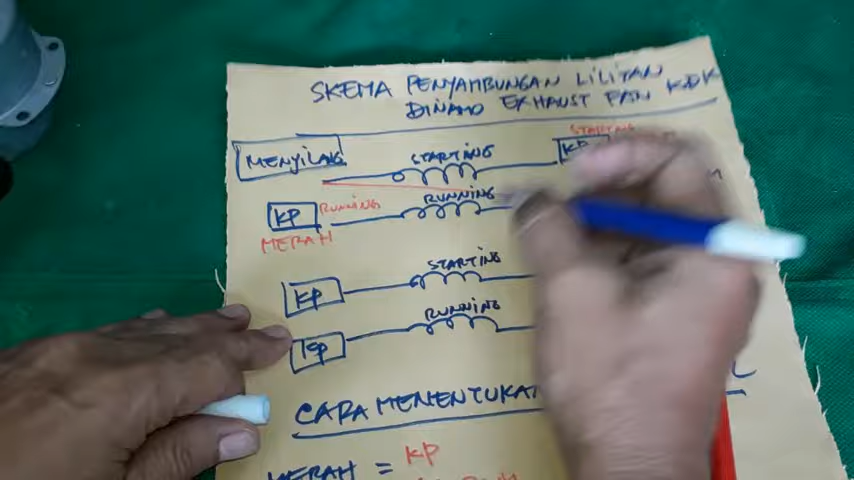 SKEMA PENYAMBUNGAN LILITAN
DINAMO EXHAUST FAN KDK
STARTING
MENYILANG
STARTING
KP
RUNNING
RUNNING
KP
MERAH
STARTING
KP
RUNNING
CARA MENENTUKAN
MERAH = KP